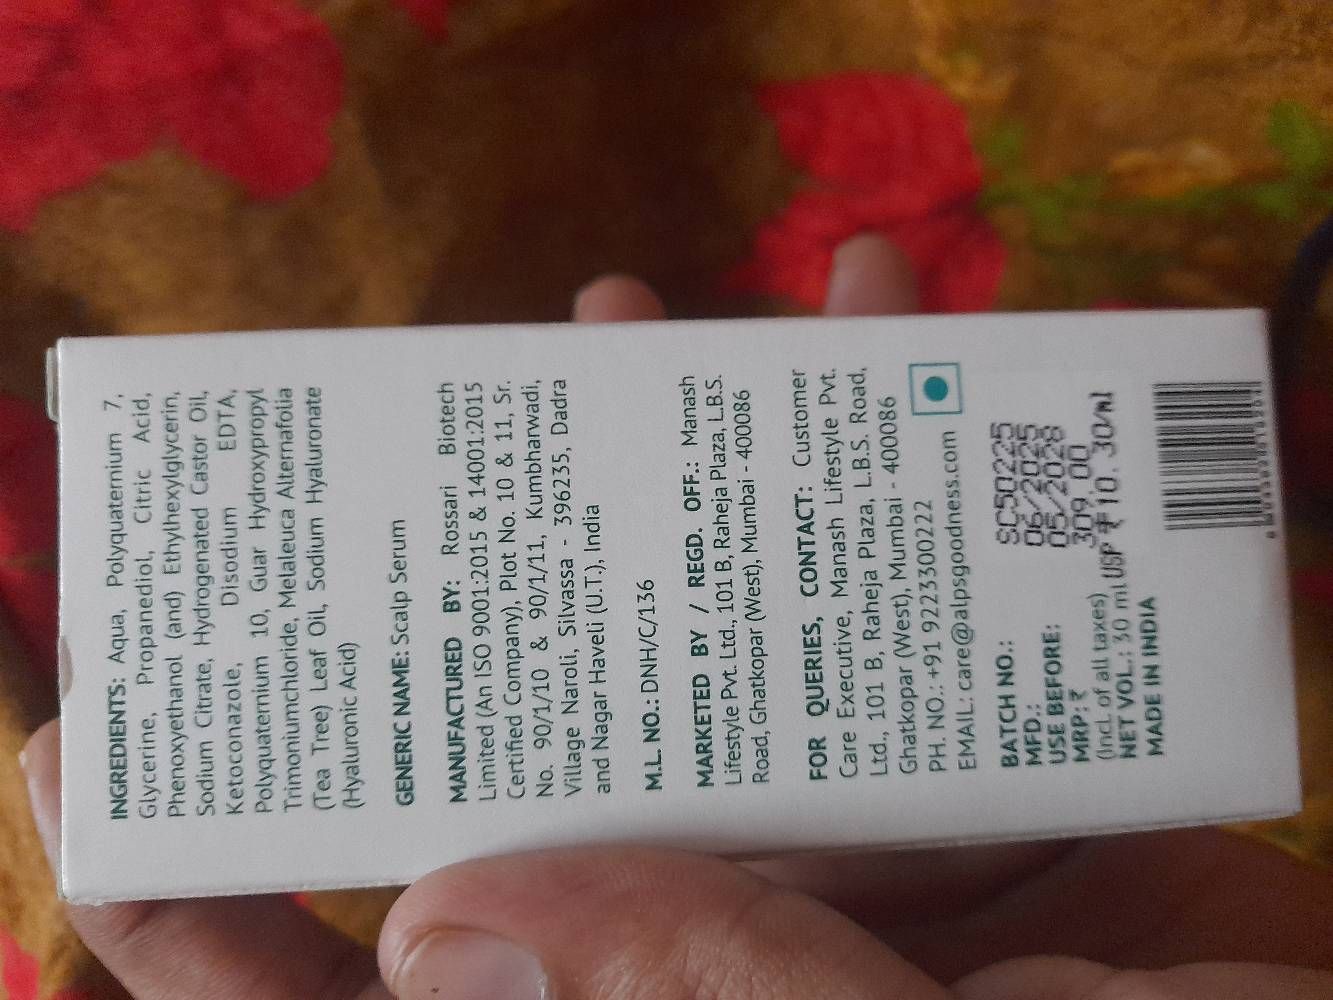 INGREDIENTS: Aqua, Polyquaternium 7,
Glycerine, Propanediol, Citric Acid,
Phenoxyethanol (and) Ethylhexylglycerin,
Sodium Citrate, Hydrogenated Castor Oil,
Ketoconazole, Disodium EDTA,
Polyquaternium 10, Guar Hydroxypropyl
Trimoniumchloride, Melaleuca Alternafolia
(Tea Tree) Leaf Oil, Sodium Hyaluronate
(Hyaluronic Acid)
GENERIC NAME: Scalp Serum
MANUFACTURED BY: Rossari Biotech
Limited (An ISO 9001:2015 & 14001:2015
Certified Company), Plot No. 10 & 11, Sr.
No. 90/1/10 & 90/1/11, Kumbharwadi,
Village Naroli, Silvassa - 396235, Dadra
and Nagar Haveli (U.T.), India
M.L. NO.: DNH/C/136
MARKETED BY / REGD. OFF.: Manash
Lifestyle Pvt. Ltd., 101 B, Raheja Plaza, L.B.S.
Road, Ghatkopar (West), Mumbai - 400086
FOR QUERIES, CONTACT: Customer
Care Executive, Manash Lifestyle Pvt.
Ltd., 101 B, Raheja Plaza, L.B.S. Road,
Ghatkopar (West), Mumbai - 400086
PH. NO.: +91 9223300222
EMAIL: care@alpsgoodness.com
BATCH NO.: SC50225
MFD.: 06/2025
USE BEFORE: 05/2028
MRP: ₹ 309.00
(Incl. of all taxes)
NET VOL.: 30 ml USP ₹ 10.30/ml
MADE IN INDIA